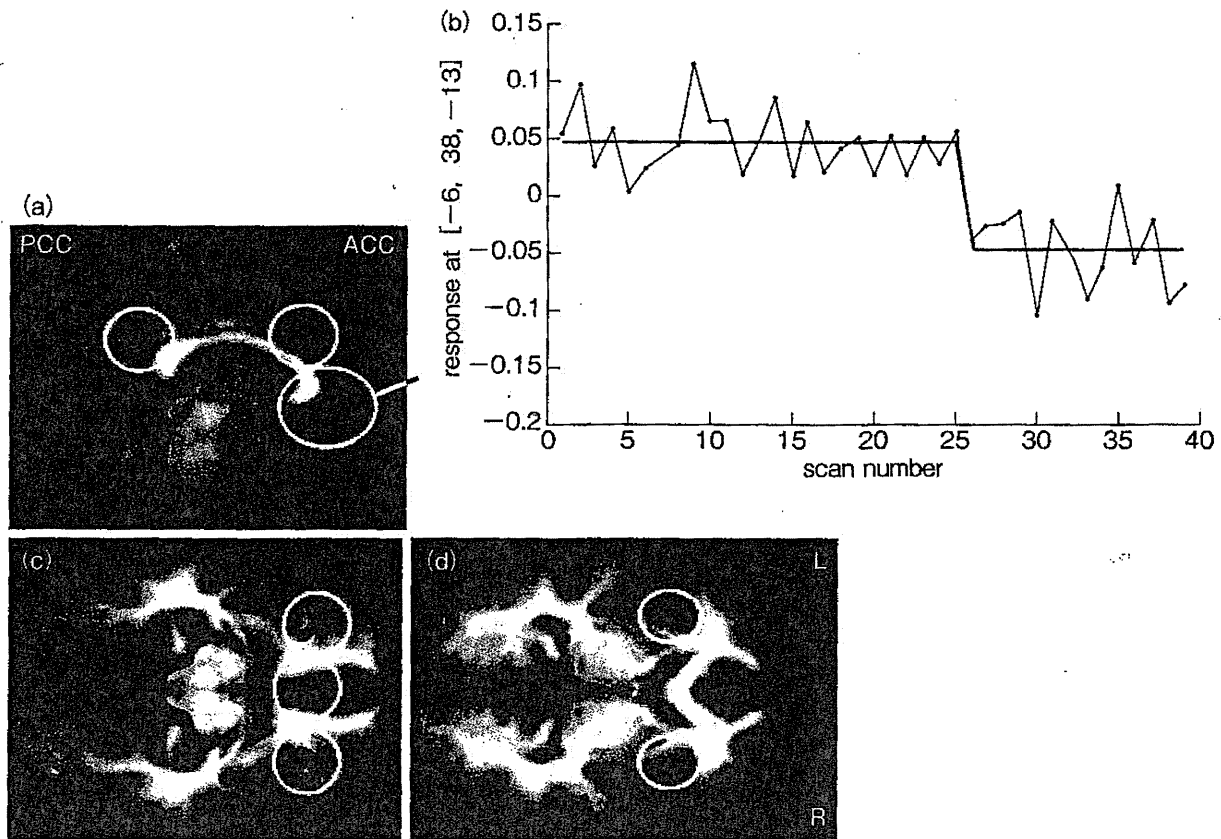 (b)
0.15
0.1
0.05
0
−0.05
−0.1
−0.15
−0.2
response at [−6, 38, −13]
0 5 10 15 20 25 30 35 40
scan number
(a)
PCC ACC
(c)
(d) L
R